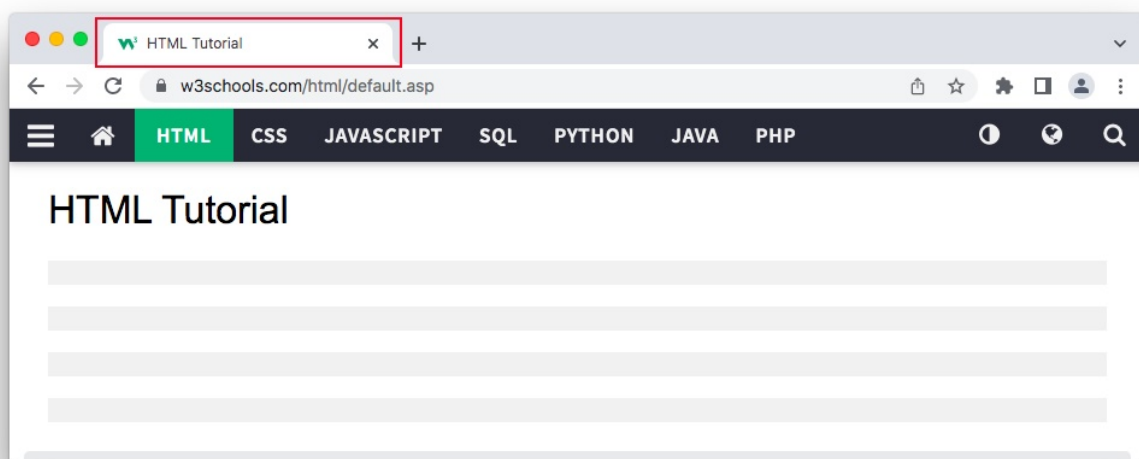 HTML Tutorial
w3schools.com/html/default.asp
HTML CSS JAVASCRIPT SQL PYTHON JAVA PHP
HTML Tutorial